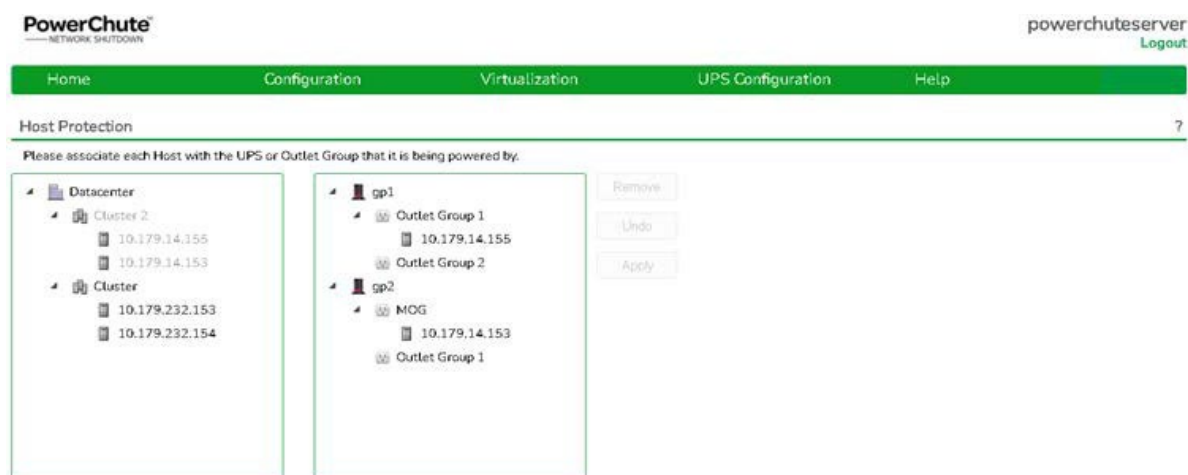 PowerChute™
NETWORK SHUTDOWN
powerchuteserver
Logout
Home Configuration Virtualization UPS Configuration Help
Host Protection ?
Please associate each Host with the UPS or Outlet Group that it is being powered by.
Datacenter
Cluster 2
10.179.14.155
10.179.14.153
Cluster
10.179.232.153
10.179.232.154
gp1
Outlet Group 1
10.179.14.155
Outlet Group 2
gp2
MOG
10.179.14.153
Outlet Group 1
Remove
Undo
Apply